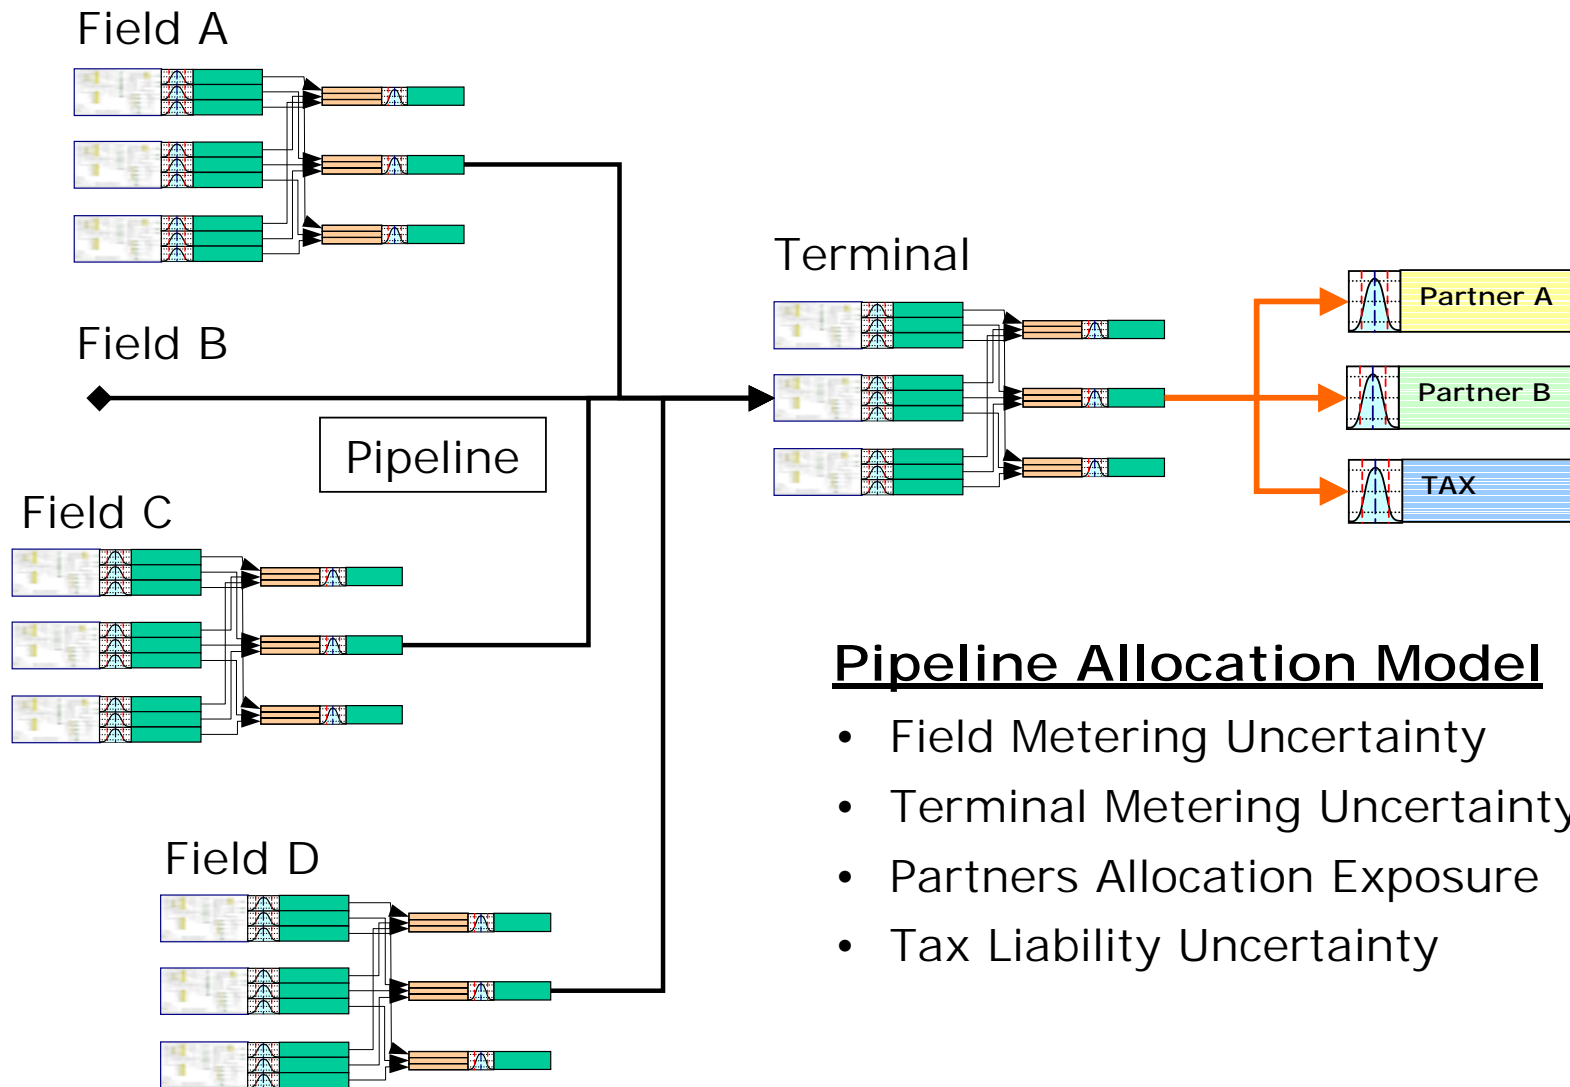 Field A
Field B
Pipeline
Field C
Field D
Terminal
Partner A
Partner B
TAX
Pipeline Allocation Model
• Field Metering Uncertainty
• Terminal Metering Uncertainty
• Partners Allocation Exposure
• Tax Liability Uncertainty